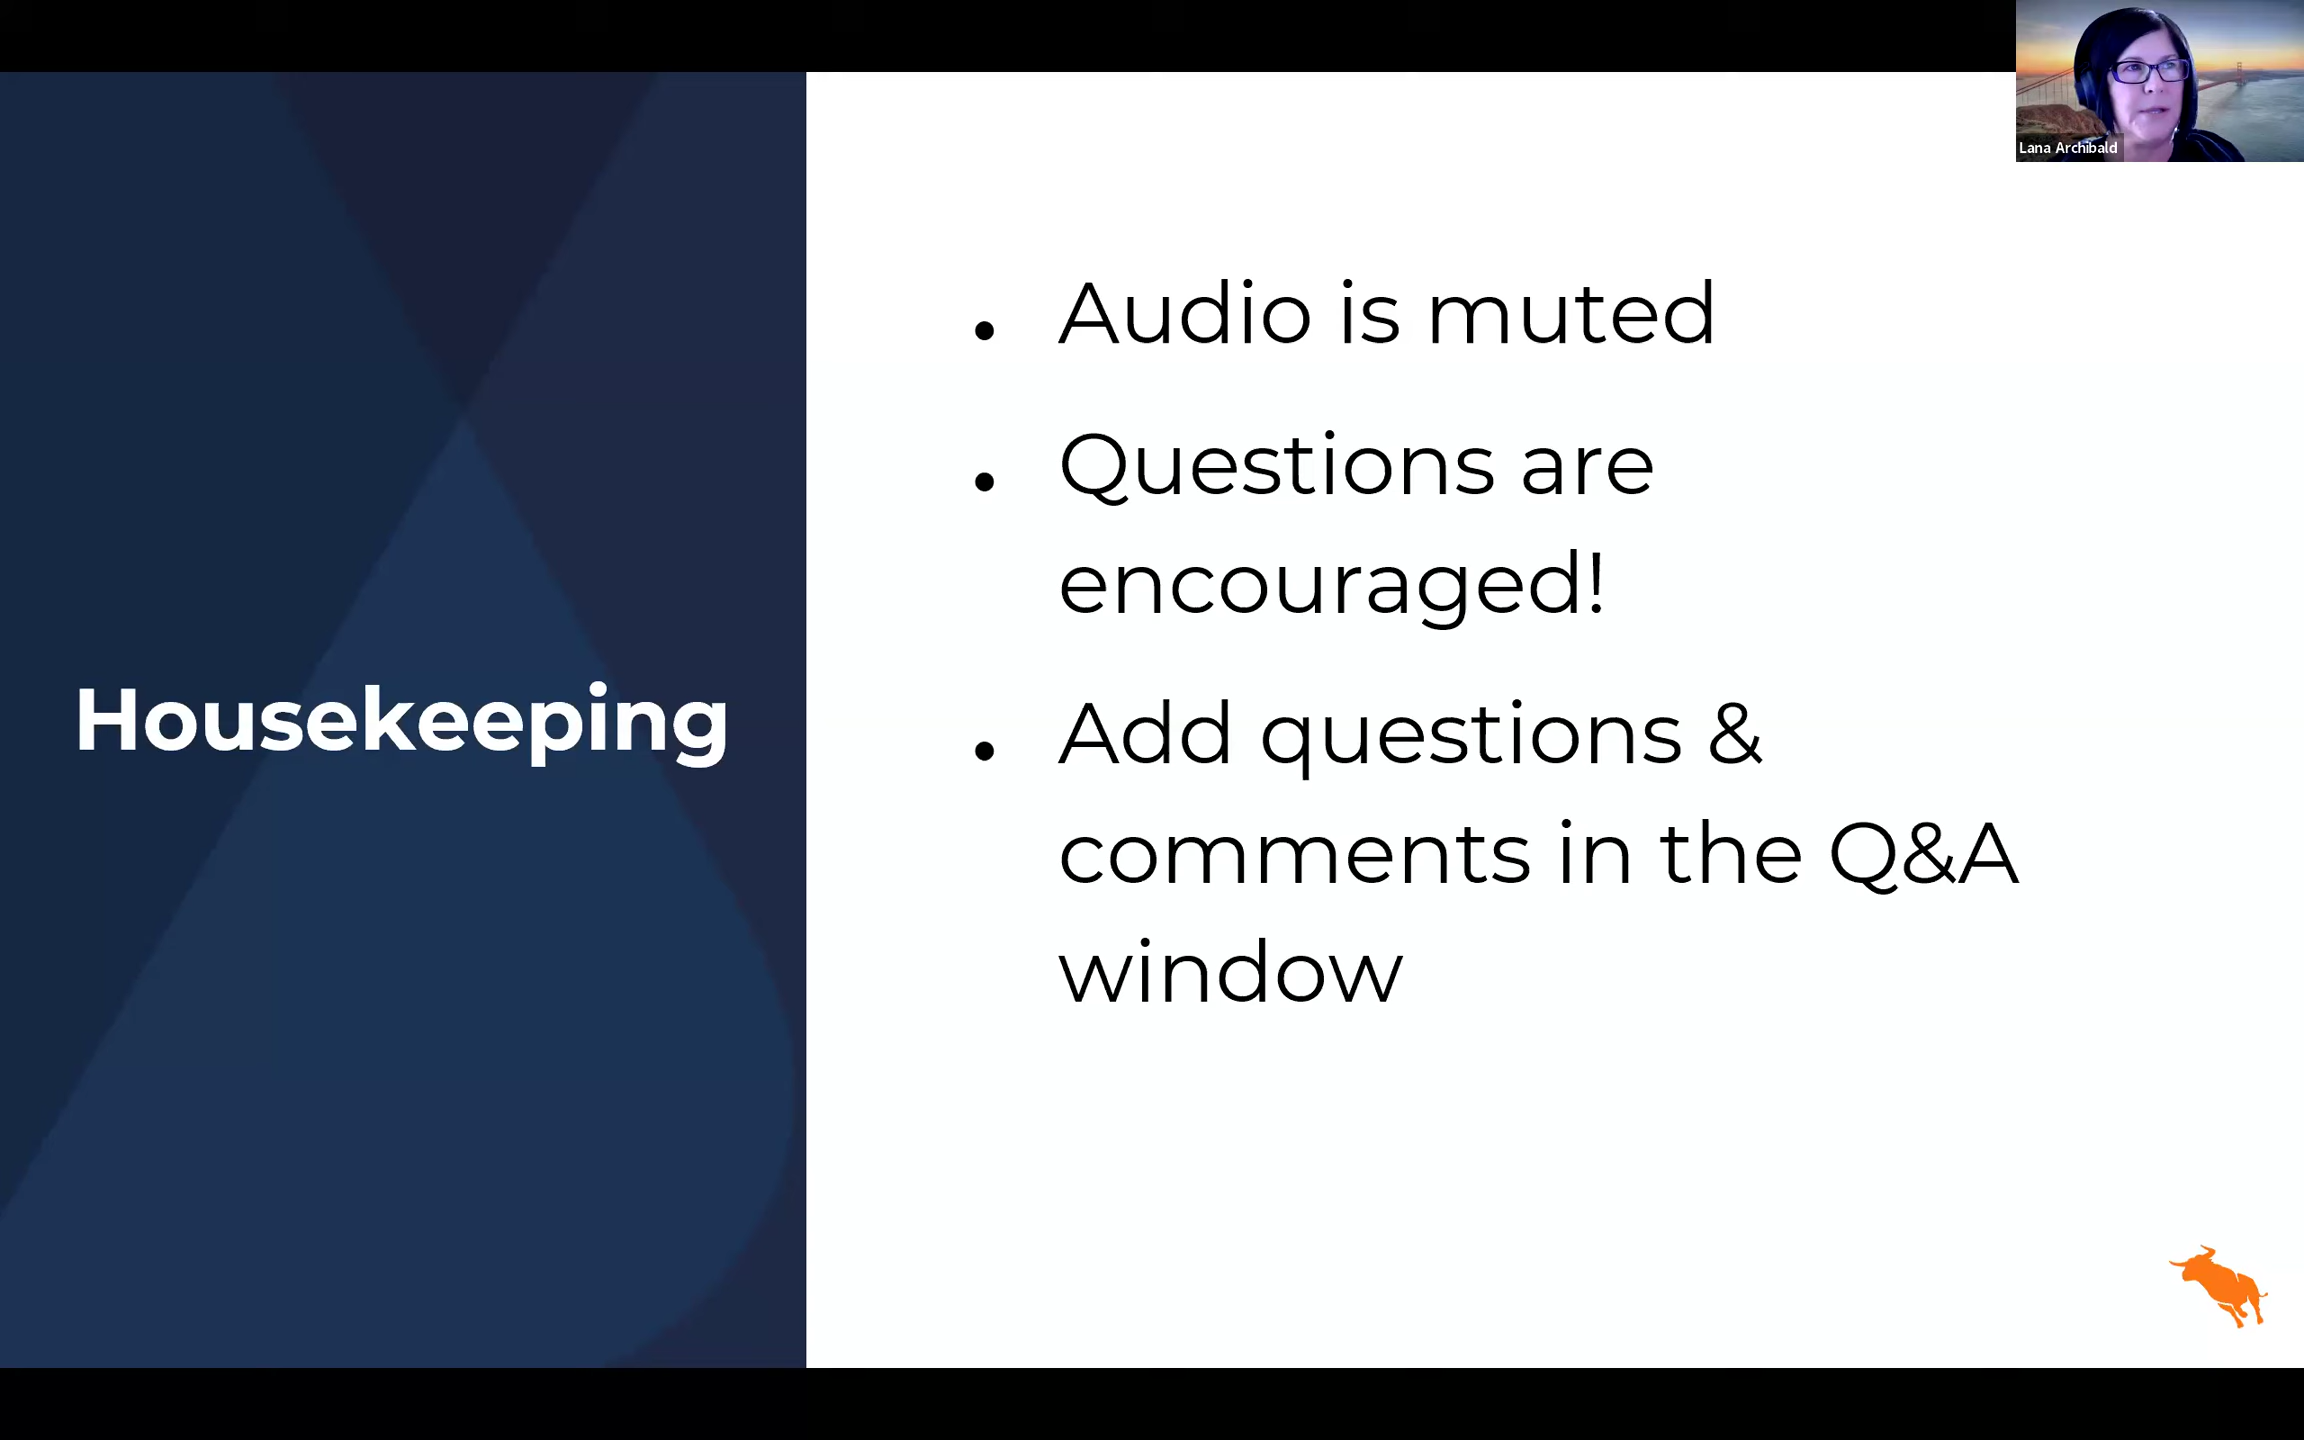 Lana Archibald
Housekeeping
• Audio is muted
• Questions are
encouraged!
• Add questions &
comments in the Q&A
window